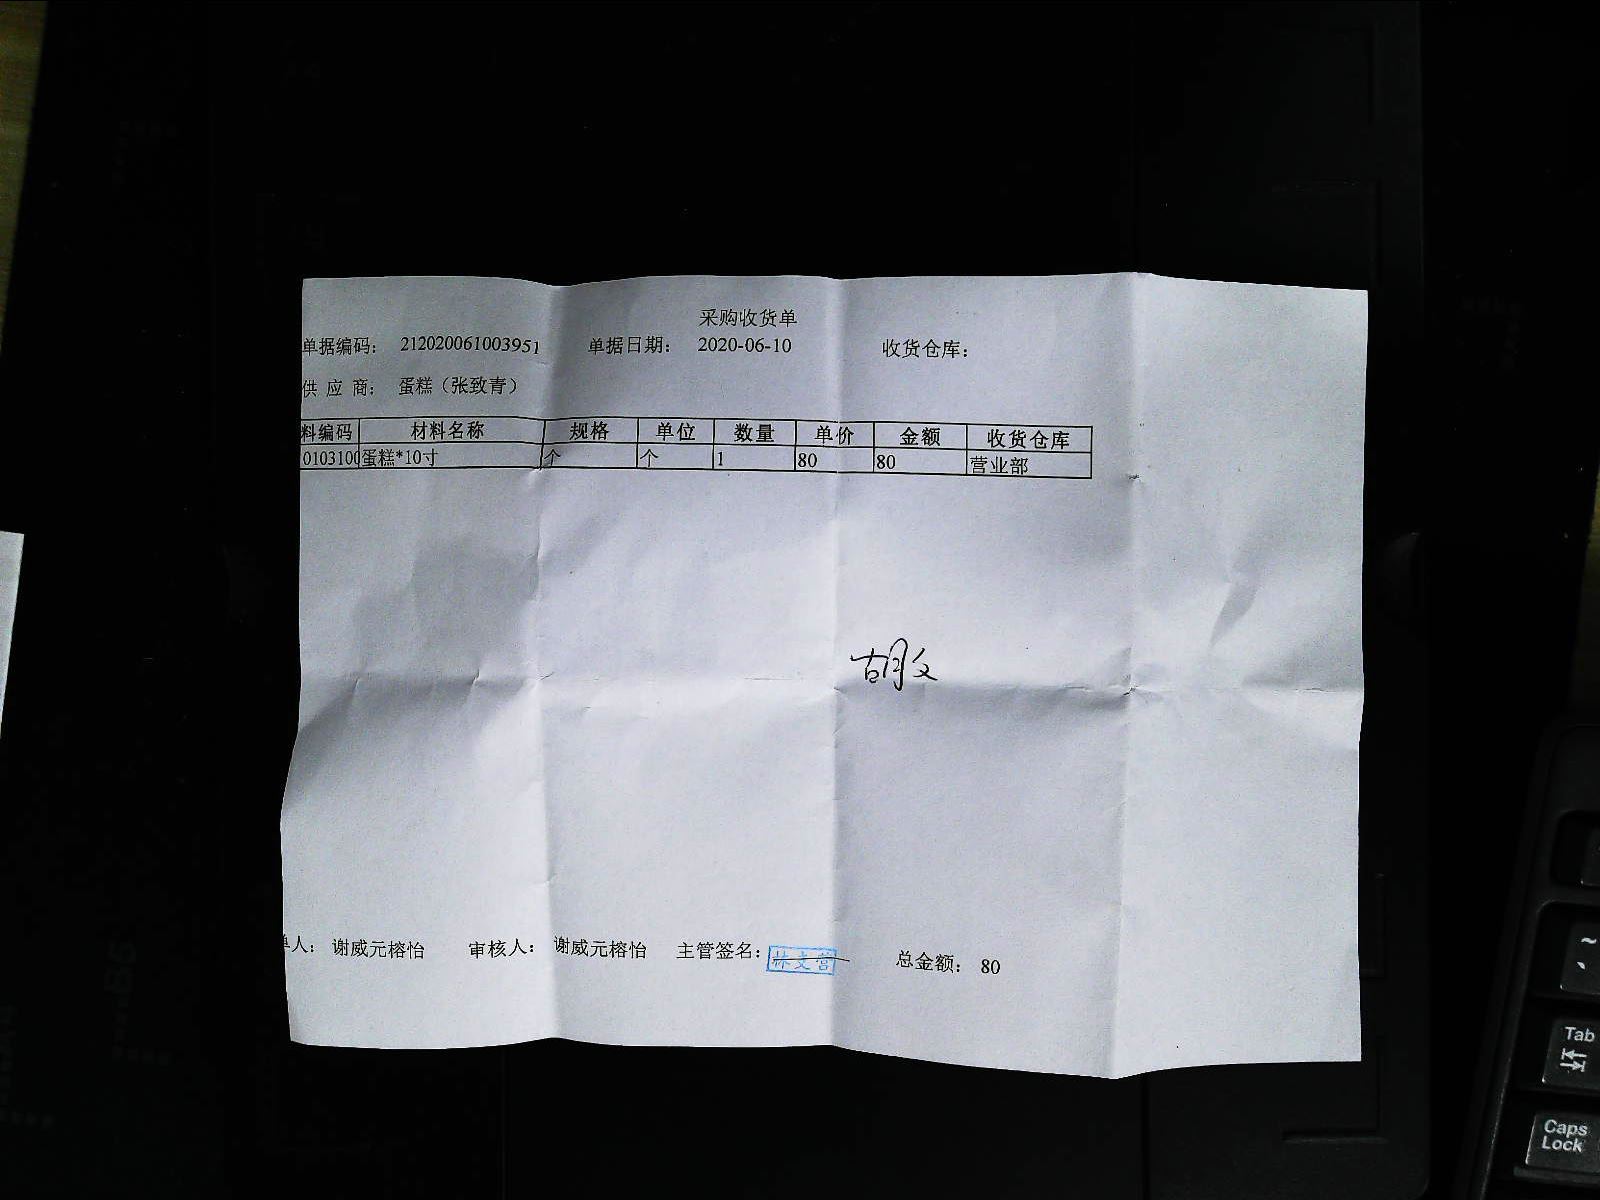 采购收货单
单据编码： 212020061003951 单据日期： 2020-06-10 收货仓库：
供应商： 蛋糕（张致青）
料编码 材料名称 规格 单位 数量 单价 金额 收货仓库
0103100 蛋糕*10寸 个 个 1 80 80 营业部
胡文
单人： 谢威元榕怡 审核人： 谢威元榕怡 主管签名： 林文营 总金额： 80
~
Tab
Caps
Lock